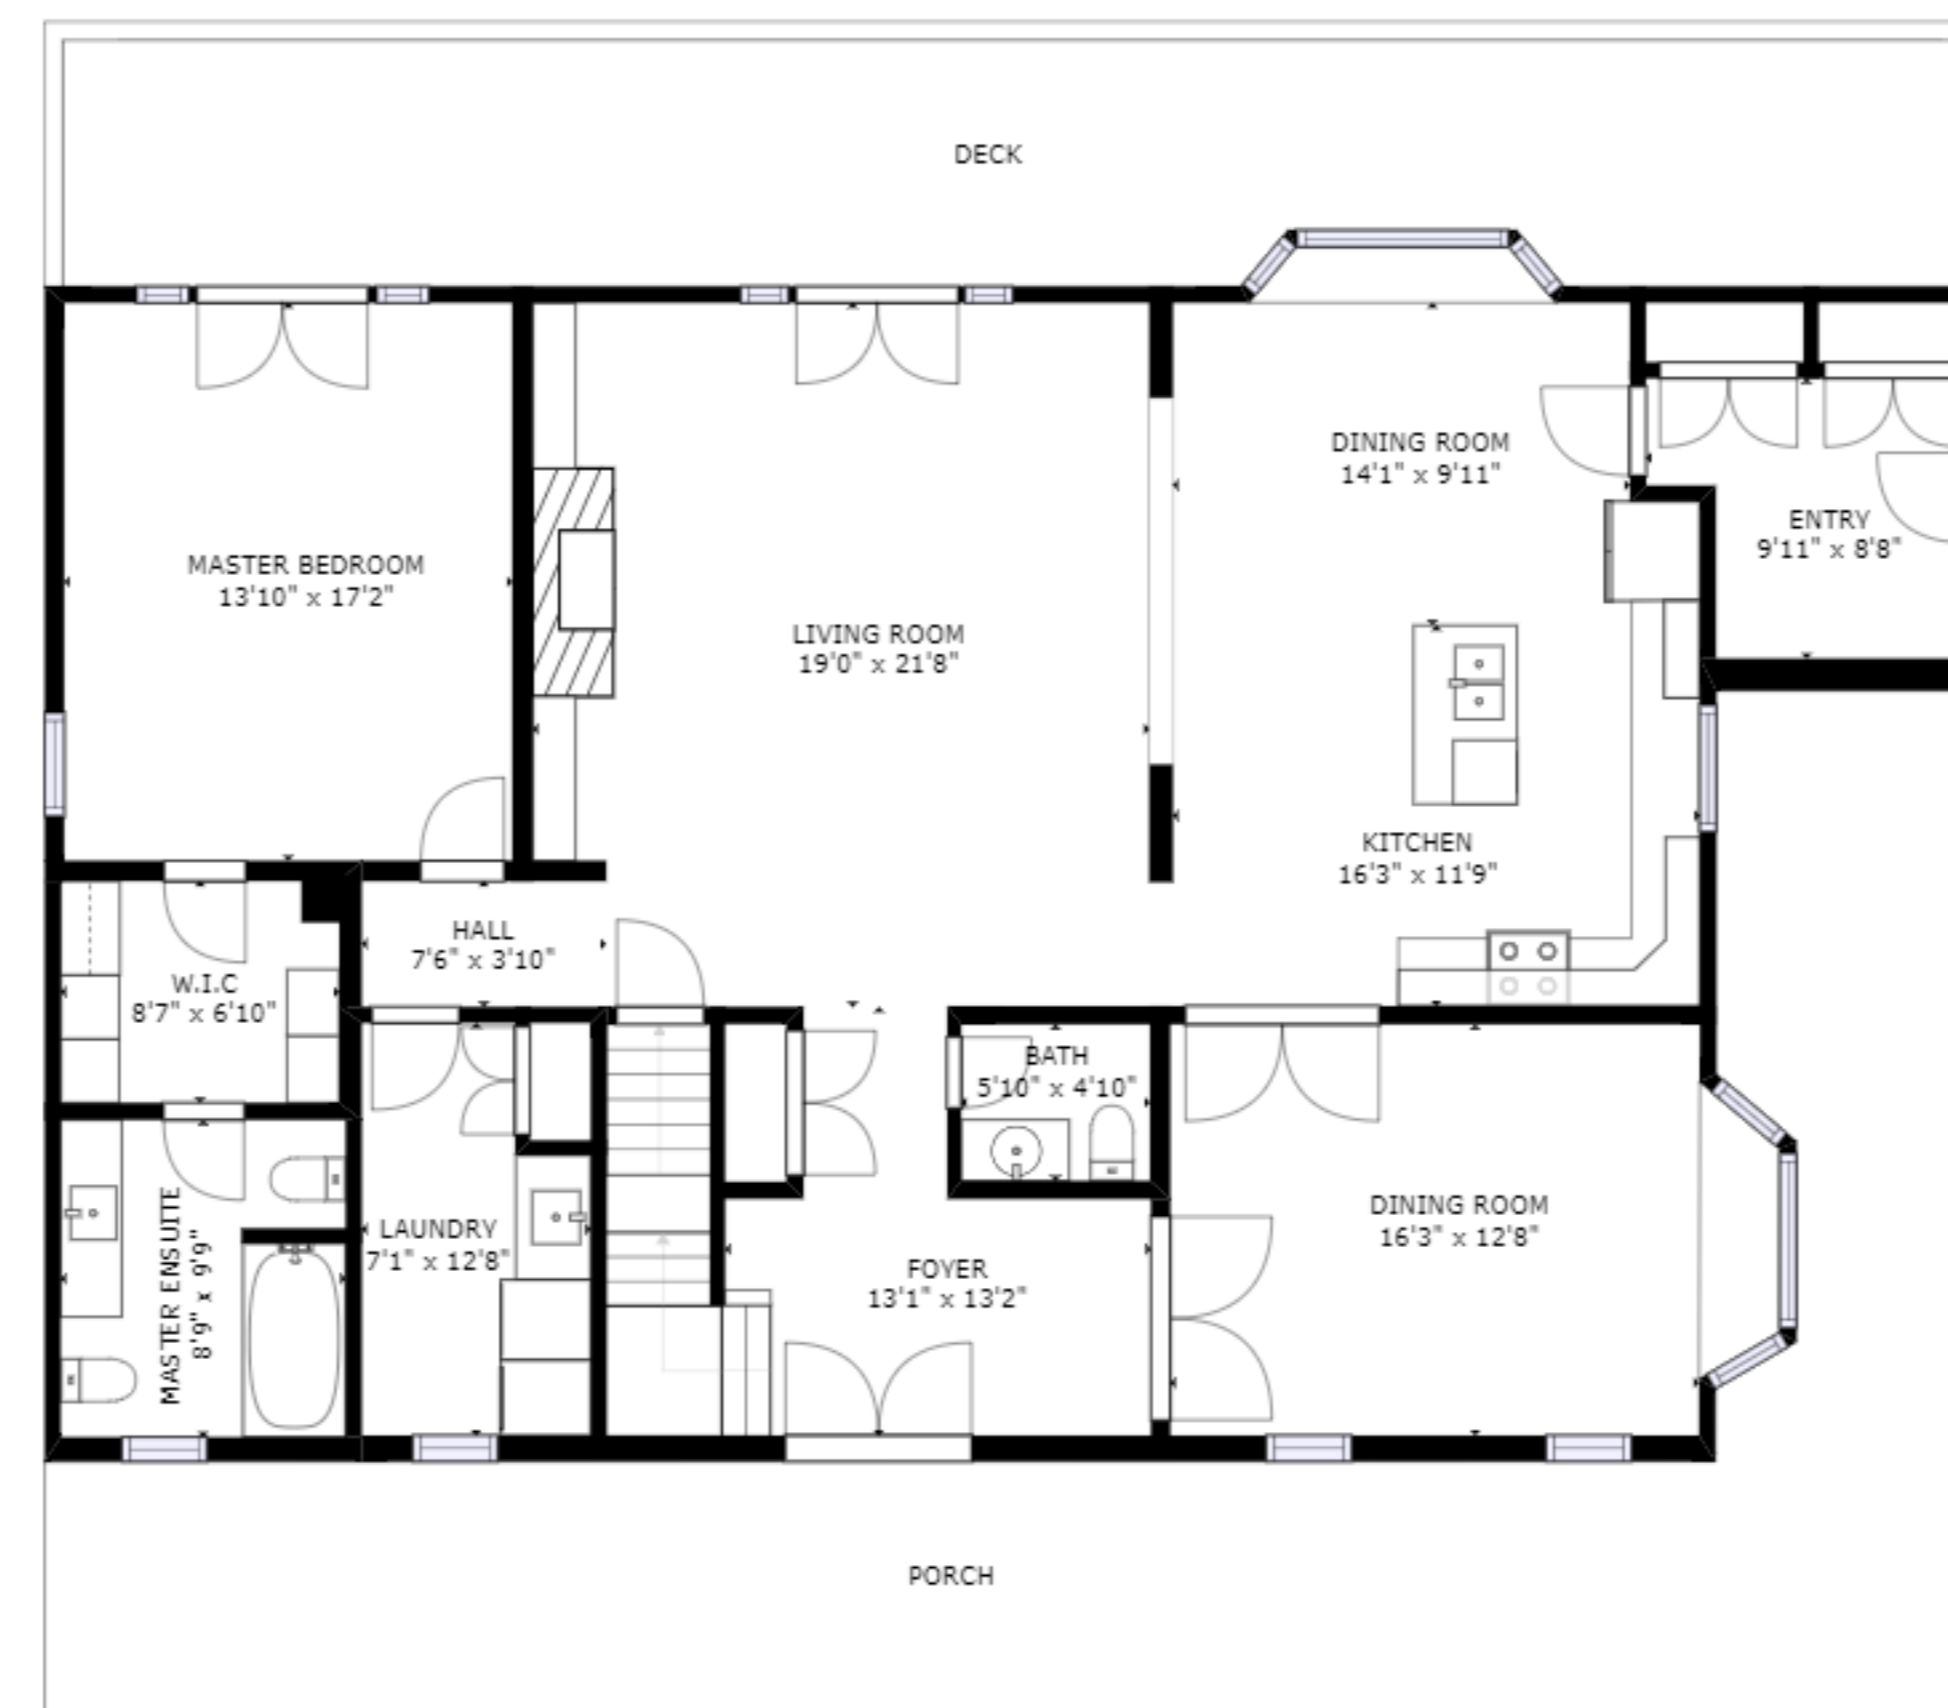 DECK
DINING ROOM
14'1" x 9'11"
ENTRY
9'11" x 8'8"
MASTER BEDROOM
13'10" x 17'2"
LIVING ROOM
19'0" x 21'8"
KITCHEN
16'3" x 11'9"
HALL
7'6" x 3'10"
W.I.C
8'7" x 6'10"
BATH
5'10" x 4'10"
MASTER ENSUITE
8'9" x 9'9"
LAUNDRY
7'1" x 12'8"
FOYER
13'1" x 13'2"
DINING ROOM
16'3" x 12'8"
PORCH